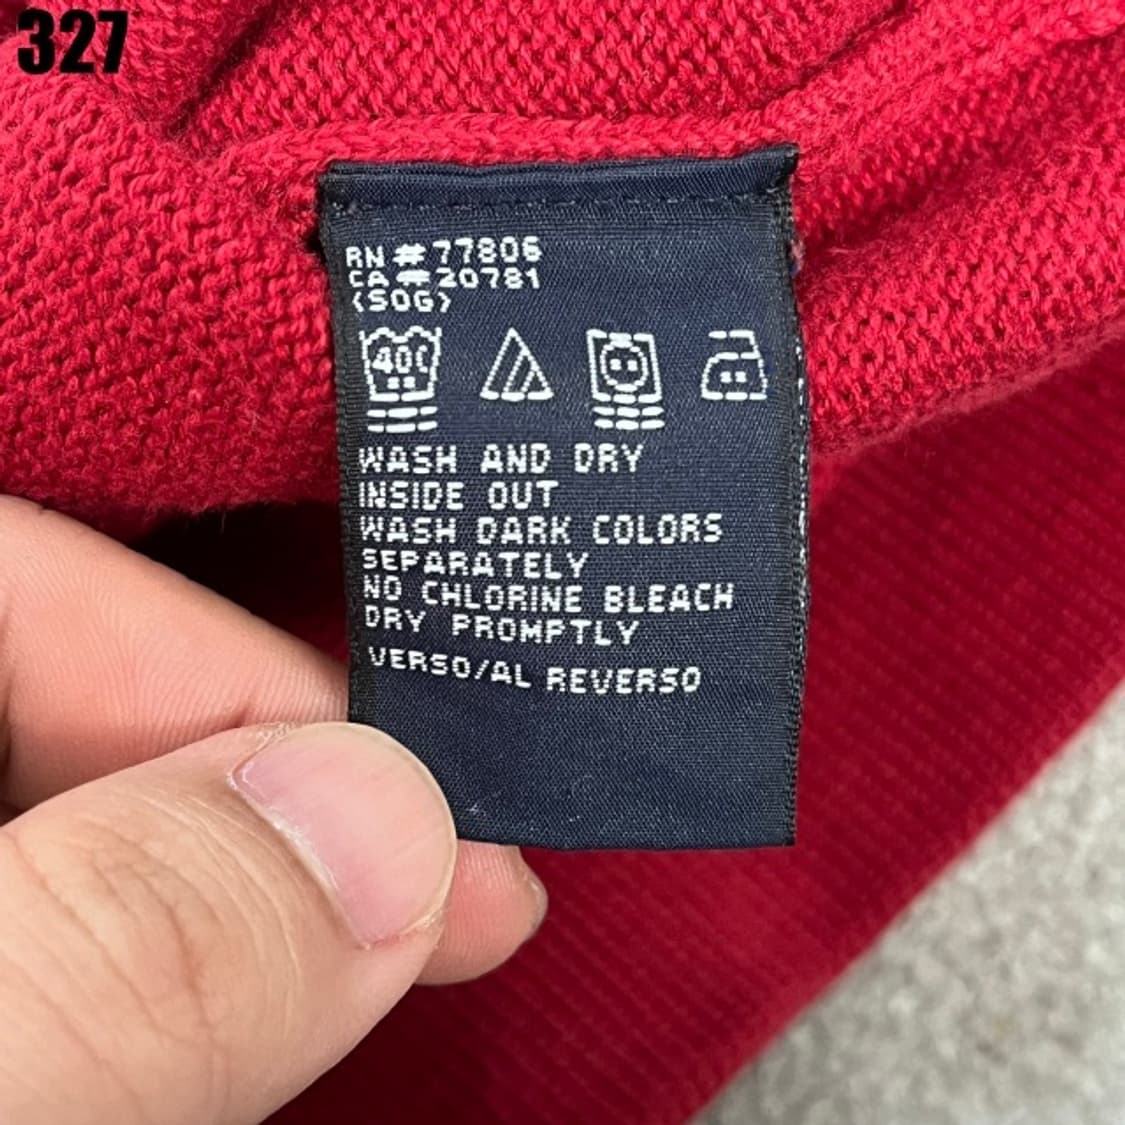 327
RN #77806
CA #20781
(SOG)
40C
WASH AND DRY
INSIDE OUT
WASH DARK COLORS
SEPARATELY
NO CHLORINE BLEACH
DRY PROMPTLY
VERSO/AL REVERSO